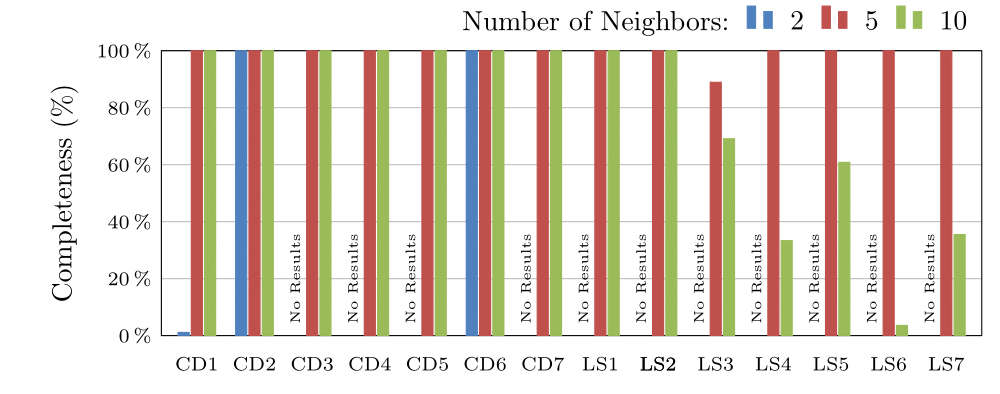 Number of Neighbors: 2 5 10
Completeness (%)
100 %
80 %
60 %
40 %
20 %
0 %
No Results
No Results
No Results
No Results
No Results
No Results
No Results
No Results
No Results
No Results
No Results
CD1 CD2 CD3 CD4 CD5 CD6 CD7 LS1 LS2 LS3 LS4 LS5 LS6 LS7